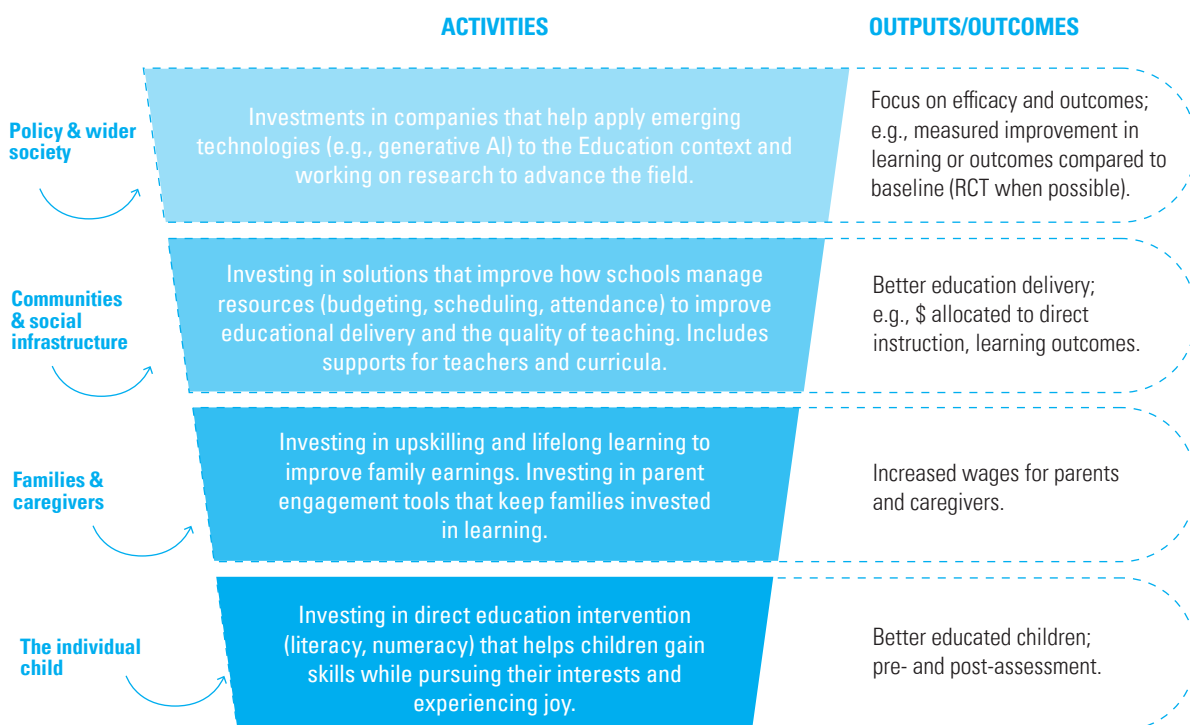 ACTIVITIES
OUTPUTS/OUTCOMES
Policy & wider
society
Investments in companies that help apply emerging
technologies (e.g., generative AI) to the Education context and
working on research to advance the field.
Focus on efficacy and outcomes;
e.g., measured improvement in
learning or outcomes compared to
baseline (RCT when possible).
Communities
& social
infrastructure
Investing in solutions that improve how schools manage
resources (budgeting, scheduling, attendance) to improve
educational delivery and the quality of teaching. Includes
supports for teachers and curricula.
Better education delivery;
e.g., $ allocated to direct
instruction, learning outcomes.
Families &
caregivers
Investing in upskilling and lifelong learning to
improve family earnings. Investing in parent
engagement tools that keep families invested
in learning.
Increased wages for parents
and caregivers.
The individual
child
Investing in direct education intervention
(literacy, numeracy) that helps children gain
skills while pursuing their interests and
experiencing joy.
Better educated children;
pre- and post-assessment.